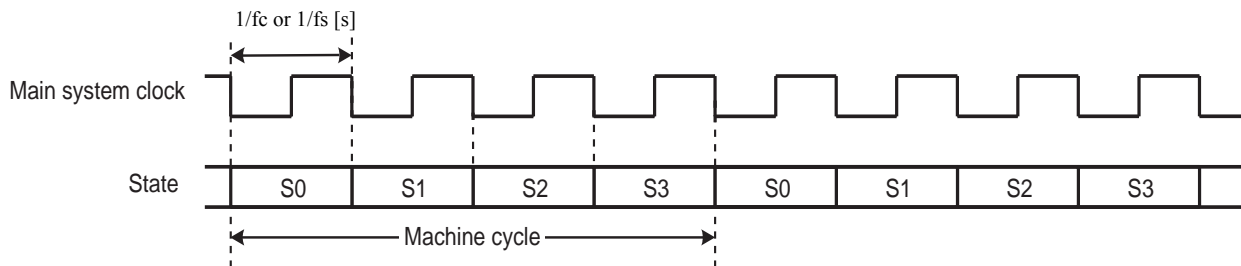 1/fc or 1/fs [s]
Main system clock
State
S0
S1
S2
S3
S0
S1
S2
S3
Machine cycle